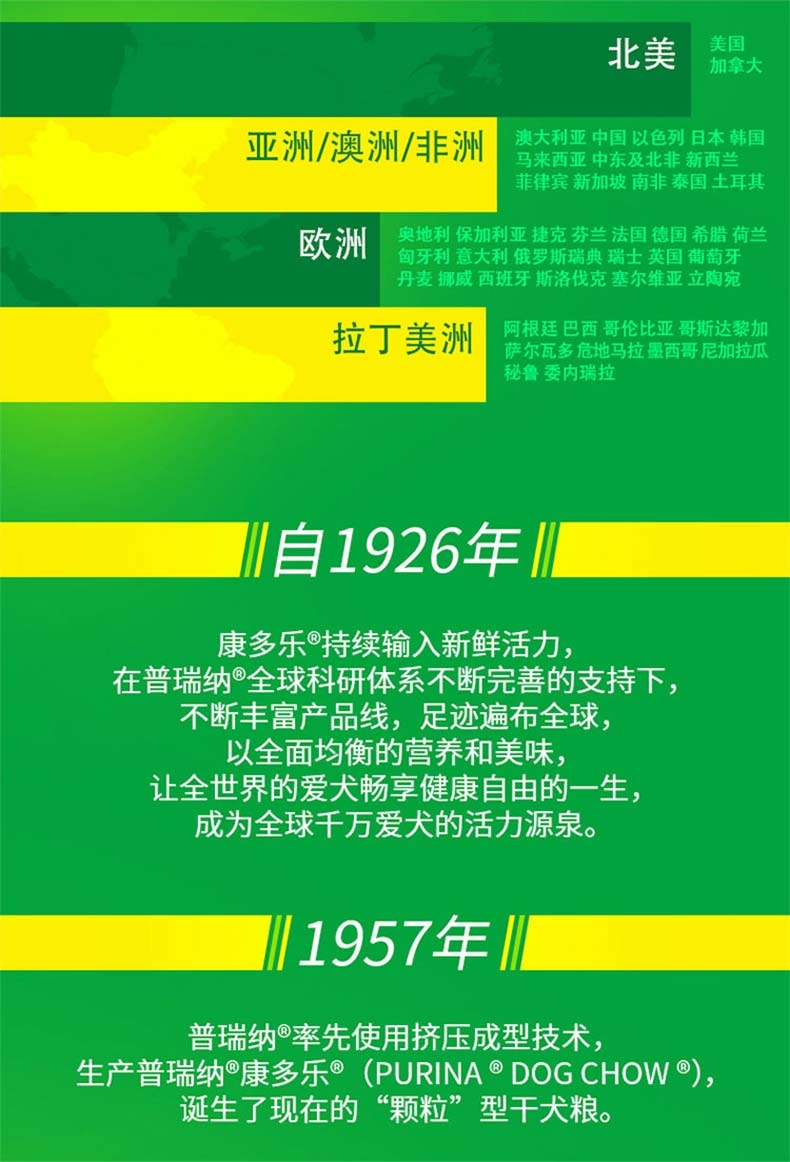 北美
美国
加拿大
亚洲/澳洲/非洲
澳大利亚 中国 以色列 日本 韩国
马来西亚 中东及北非 新西兰
菲律宾 新加坡 南非 泰国 土耳其
欧洲
奥地利 保加利亚 捷克 芬兰 法国 德国 希腊 荷兰
匈牙利 意大利 俄罗斯瑞典 瑞士 英国 葡萄牙
丹麦 挪威 西班牙 斯洛伐克 塞尔维亚 立陶宛
拉丁美洲
阿根廷 巴西 哥伦比亚 哥斯达黎加
萨尔瓦多 危地马拉 墨西哥 尼加拉瓜
秘鲁 委内瑞拉
自1926年
康多乐®持续输入新鲜活力，
在普瑞纳®全球科研体系不断完善的支持下，
不断丰富产品线，足迹遍布全球，
以全面均衡的营养和美味，
让全世界的爱犬畅享健康自由的一生，
成为全球千万爱犬的活力源泉。
1957年
普瑞纳®率先使用挤压成型技术，
生产普瑞纳®康多乐®（PURINA ® DOG CHOW ®），
诞生了现在的“颗粒”型干犬粮。